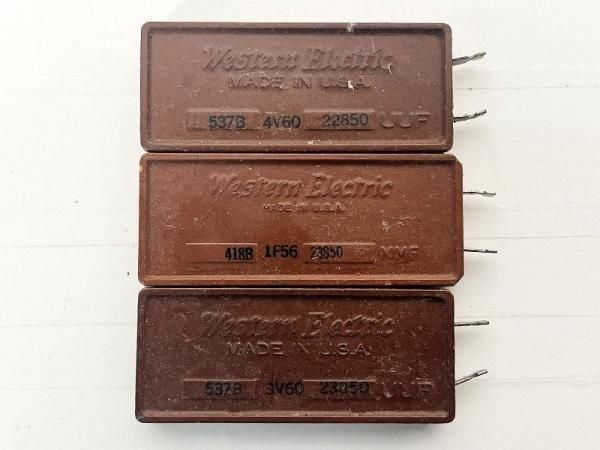 Western Electric
MADE IN U.S.A.
537B 4V60 22850 UUF
Western Electric
MADE IN U.S.A.
418B 1F56 23850 MMF
Western Electric
MADE IN U.S.A.
537B 3V60 23850 UUF